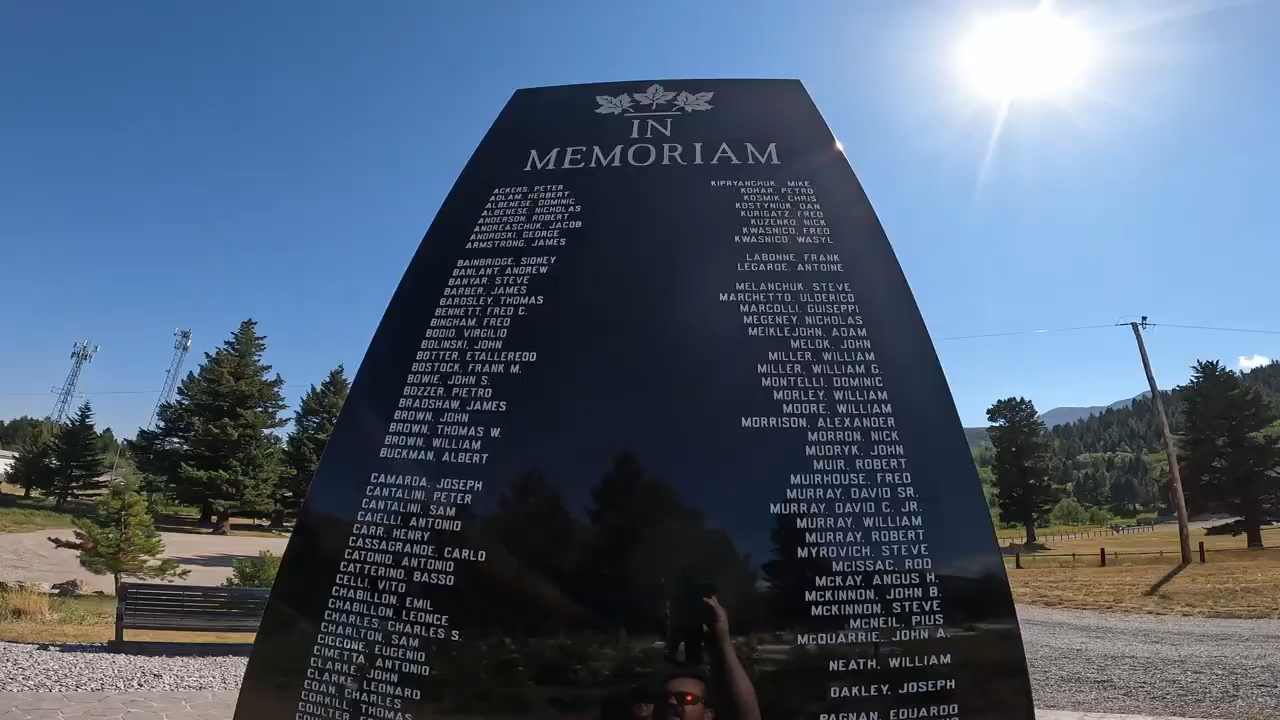 IN
MEMORIAM
ACKERS, PETER
ADLAM, HERBERT
ALBENESE, DOMINIC
ALBENESE, NICHOLAS
ANDERSON, ROBERT
ANDREASCHUK, JACOB
ANDROSKI, GEORGE
ARMSTRONG, JAMES
BAINBRIDGE, SIDNEY
BANLANT, ANDREW
BANYAR, STEVE
BARBER, JAMES
BARDSLEY, THOMAS
BENNETT, FRED C.
BINGHAM, FRED
BODIO, VIRGILIO
BOLINSKI, JOHN
BOTTER, ETALLEREDO
BOSTOCK, FRANK M.
BOWIE, JOHN S.
BOZZER, PIETRO
BRADSHAW, JAMES
BROWN, JOHN
BROWN, THOMAS W.
BROWN, WILLIAM
BUCKMAN, ALBERT
CAMARDA, JOSEPH
CANTALINI, PETER
CANTALINI, SAM
CAIELLI, ANTONIO
CARR, HENRY
CASSAGRANDE, CARLO
CATONIO, ANTONIO
CATTERINO, BASSO
CELLI, VITO
CHABILLON, EMIL
CHABILLON, LEONCE
CHARLES, CHARLES S.
CHARLTON, SAM
CICCONE, EUGENIO
CIMETTA, ANTONIO
CLARKE, JOHN
CLARKE, LEONARD
COAN, CHARLES
CORKILL, THOMAS
COULTER,
KIPRYANCHUK, MIKE
KOHAR, PETRO
KOSMIK, CHRIS
KOSTYNIUK, DAN
KURIGATZ, FRED
KUZENKO, NICK
KWASNICO, FRED
KWASNICO, WASYL
LABONNE, FRANK
LEGARDE, ANTOINE
MELANCHUK, STEVE
MARCHETTO, ULDERICO
MARCOLLI, GUISEPPI
MEGENEY, NICHOLAS
MEIKLEJOHN, ADAM
MELOK, JOHN
MILLER, WILLIAM
MILLER, WILLIAM G.
MONTELLI, DOMINIC
MORLEY, WILLIAM
MOORE, WILLIAM
MORRISON, ALEXANDER
MORRON, NICK
MUDRYK, JOHN
MUIR, ROBERT
MUIRHOUSE, FRED
MURRAY, DAVID SR.
MURRAY, DAVID C. JR.
MURRAY, WILLIAM
MURRAY, ROBERT
MYROVICH, STEVE
MCISSAC, ROD
MCKAY, ANGUS H.
MCKINNON, JOHN B.
MCKINNON, STEVE
MCNEIL, PIUS
MCQUARRIE, JOHN A.
NEATH, WILLIAM
OAKLEY, JOSEPH
PAGNAN, EDUARDO